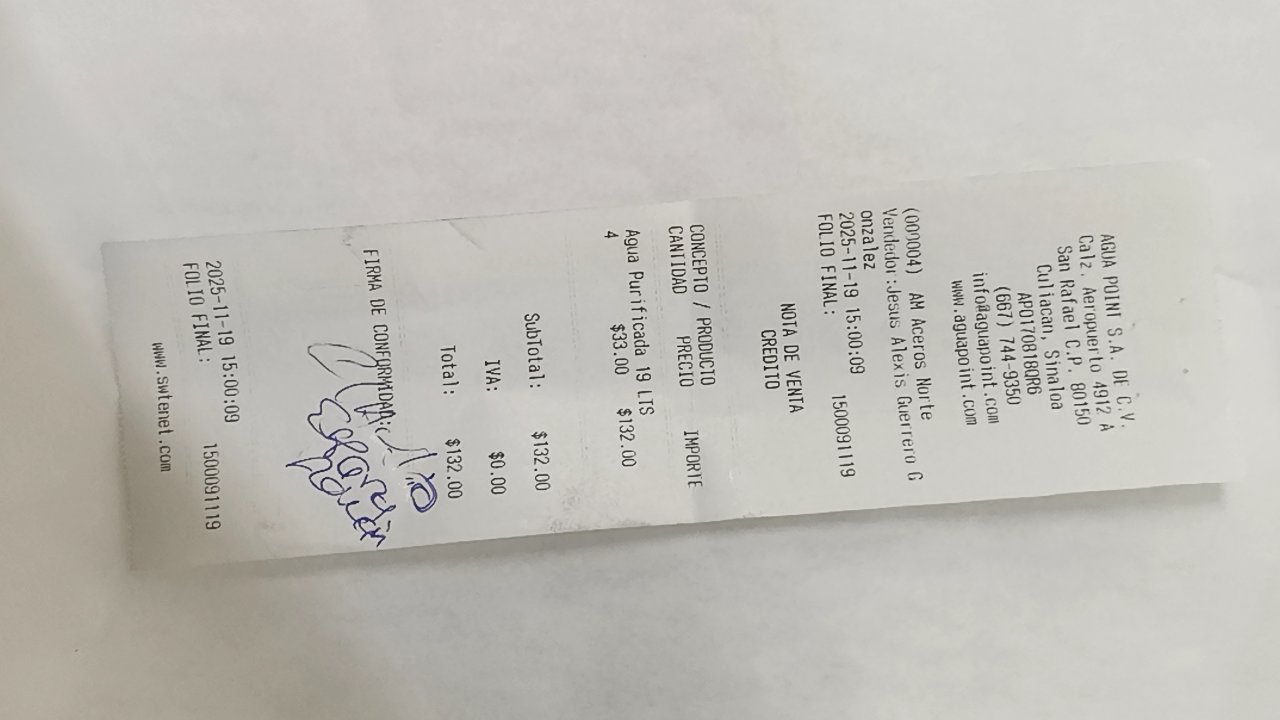 AGUA POINT S.A. DE C.V.
Calz. Aeropuerto 4912 A
San Rafael C.P. 80150
Culiacan, Sinaloa
APO170818QR6
(667) 744-9350
info@aguapoint.com
www.aguapoint.com
(000004) AM Aceros Norte
Vendedor:Jesus Alexis Guerrero G
onzalez
2025-11-19 15:00:09
FOLIO FINAL: 1500091119
NOTA DE VENTA
CREDITO
CONCEPTO / PRODUCTO
CANTIDAD PRECIO IMPORTE
Agua Purificada 19 LTS
4 $33.00 $132.00
SubTotal: $132.00
IVA: $0.00
Total: $132.00
FIRMA DE CONFORMIDAD:
2025-11-19 15:00:09
FOLIO FINAL: 1500091119
www.swtenet.com